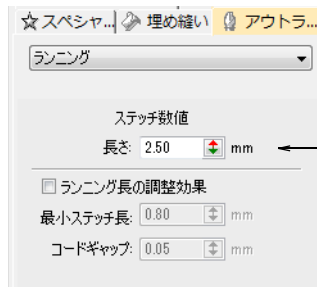 スペシャ... 埋め縫い アウトラ...
ランニング
ステッチ数値
長さ: 2.50 mm
ランニング長の調整効果
最小ステッチ長: 0.80 mm
コードギャップ: 0.05 mm